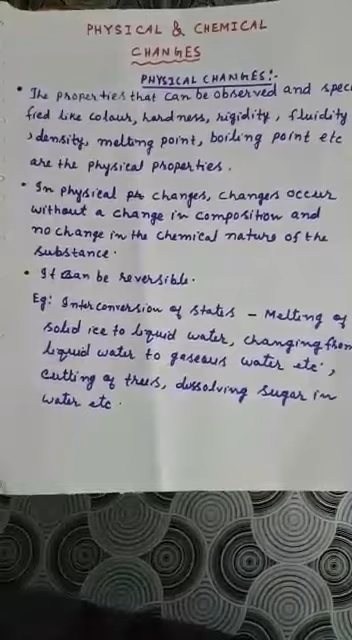 PHYSICAL & CHEMICAL
CHANGES
PHYSICAL CHANGES:-
• The properties that can be observed and speci
fied like colour, hardness, rigidity, fluidity
, density, melting point, boiling point etc
are the physical properties.
• In physical changes, changes occur
without a change in composition and
no change in the chemical nature of the
substance.
• It can be reversible.
Eg: Interconversion of states - Melting of
solid ice to liquid water, changing from
liquid water to gaseous water etc.,
cutting of trees, dissolving sugar in
water etc.